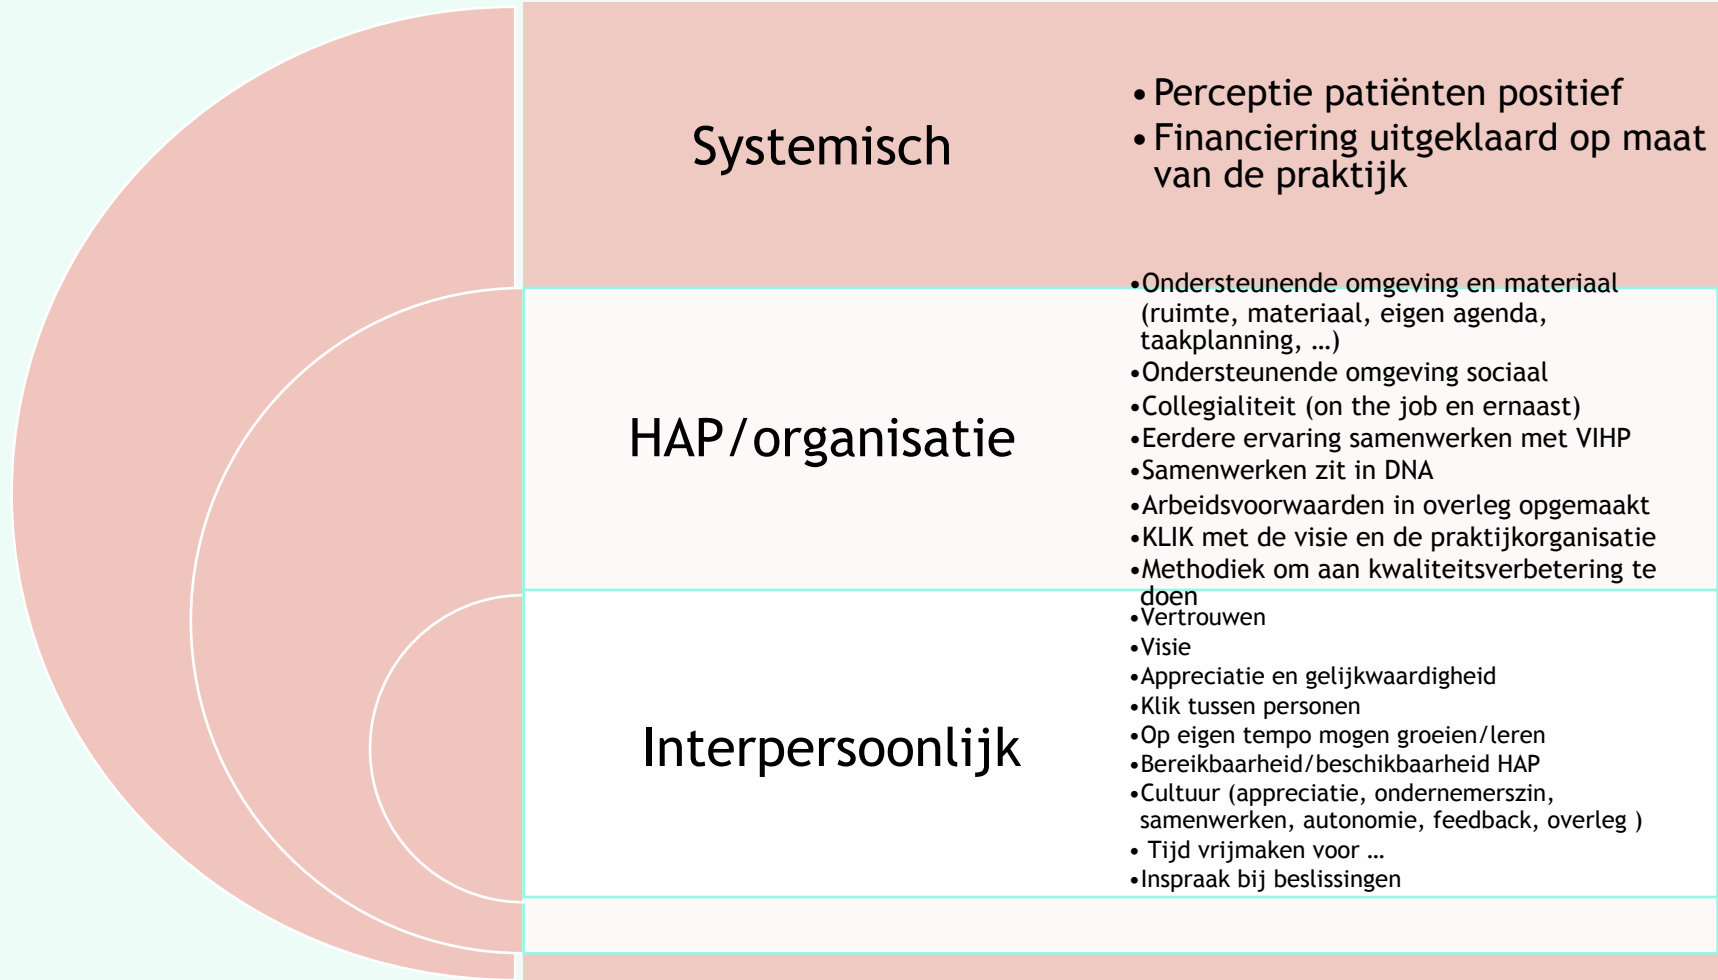 Systemisch
•Perceptie patiënten positief
•Financiering uitgeklaard op maat
van de praktijk
HAP/organisatie
•Ondersteunende omgeving en materiaal
(ruimte, materiaal, eigen agenda,
taakplanning, …)
•Ondersteunende omgeving sociaal
•Collegialiteit (on the job en ernaast)
•Eerdere ervaring samenwerken met VIHP
•Samenwerken zit in DNA
•Arbeidsvoorwaarden in overleg opgemaakt
•KLIK met de visie en de praktijkorganisatie
•Methodiek om aan kwaliteitsverbetering te
doen
Interpersoonlijk
•Vertrouwen
•Visie
•Appreciatie en gelijkwaardigheid
•Klik tussen personen
•Op eigen tempo mogen groeien/leren
•Bereikbaarheid/beschikbaarheid HAP
•Cultuur (appreciatie, ondernemerszin,
samenwerken, autonomie, feedback, overleg )
• Tijd vrijmaken voor …
•Inspraak bij beslissingen